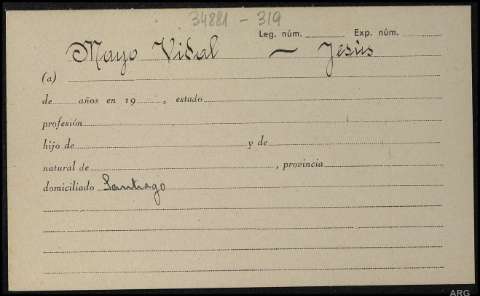 34881 - 319
Leg. núm. Exp. núm.
Mayo Vidal — Jesús
(a)
de años en 19 , estado
profesión
hijo de y de
natural de , provincia
domiciliado Santiago
ARG